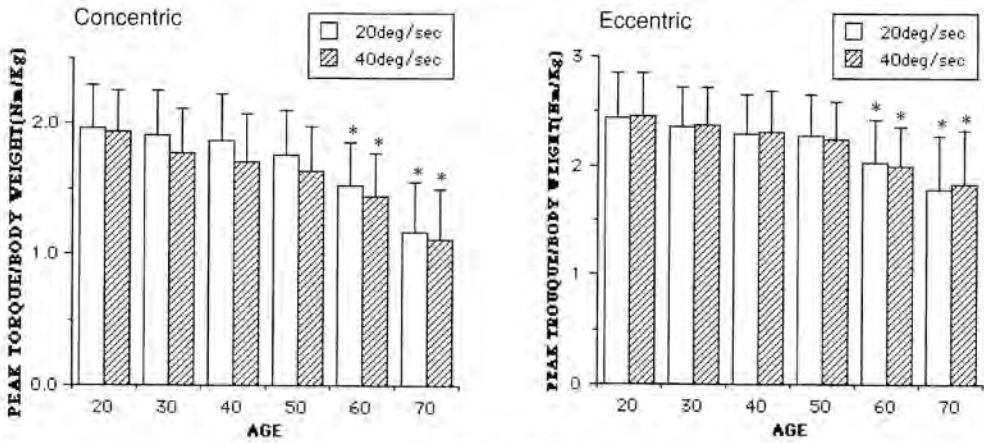 Concentric
20deg/sec
40deg/sec
PEAK TORQUE/BODY WEIGHT(Nm/Kg)
2.0
1.0
0.0
* * * *
20 30 40 50 60 70
AGE
Eccentric
20deg/sec
40deg/sec
PEAK TROUQUE/BODY WEIGHT(Nm/Kg)
3
2
1
0
* * * *
20 30 40 50 60 70
AGE